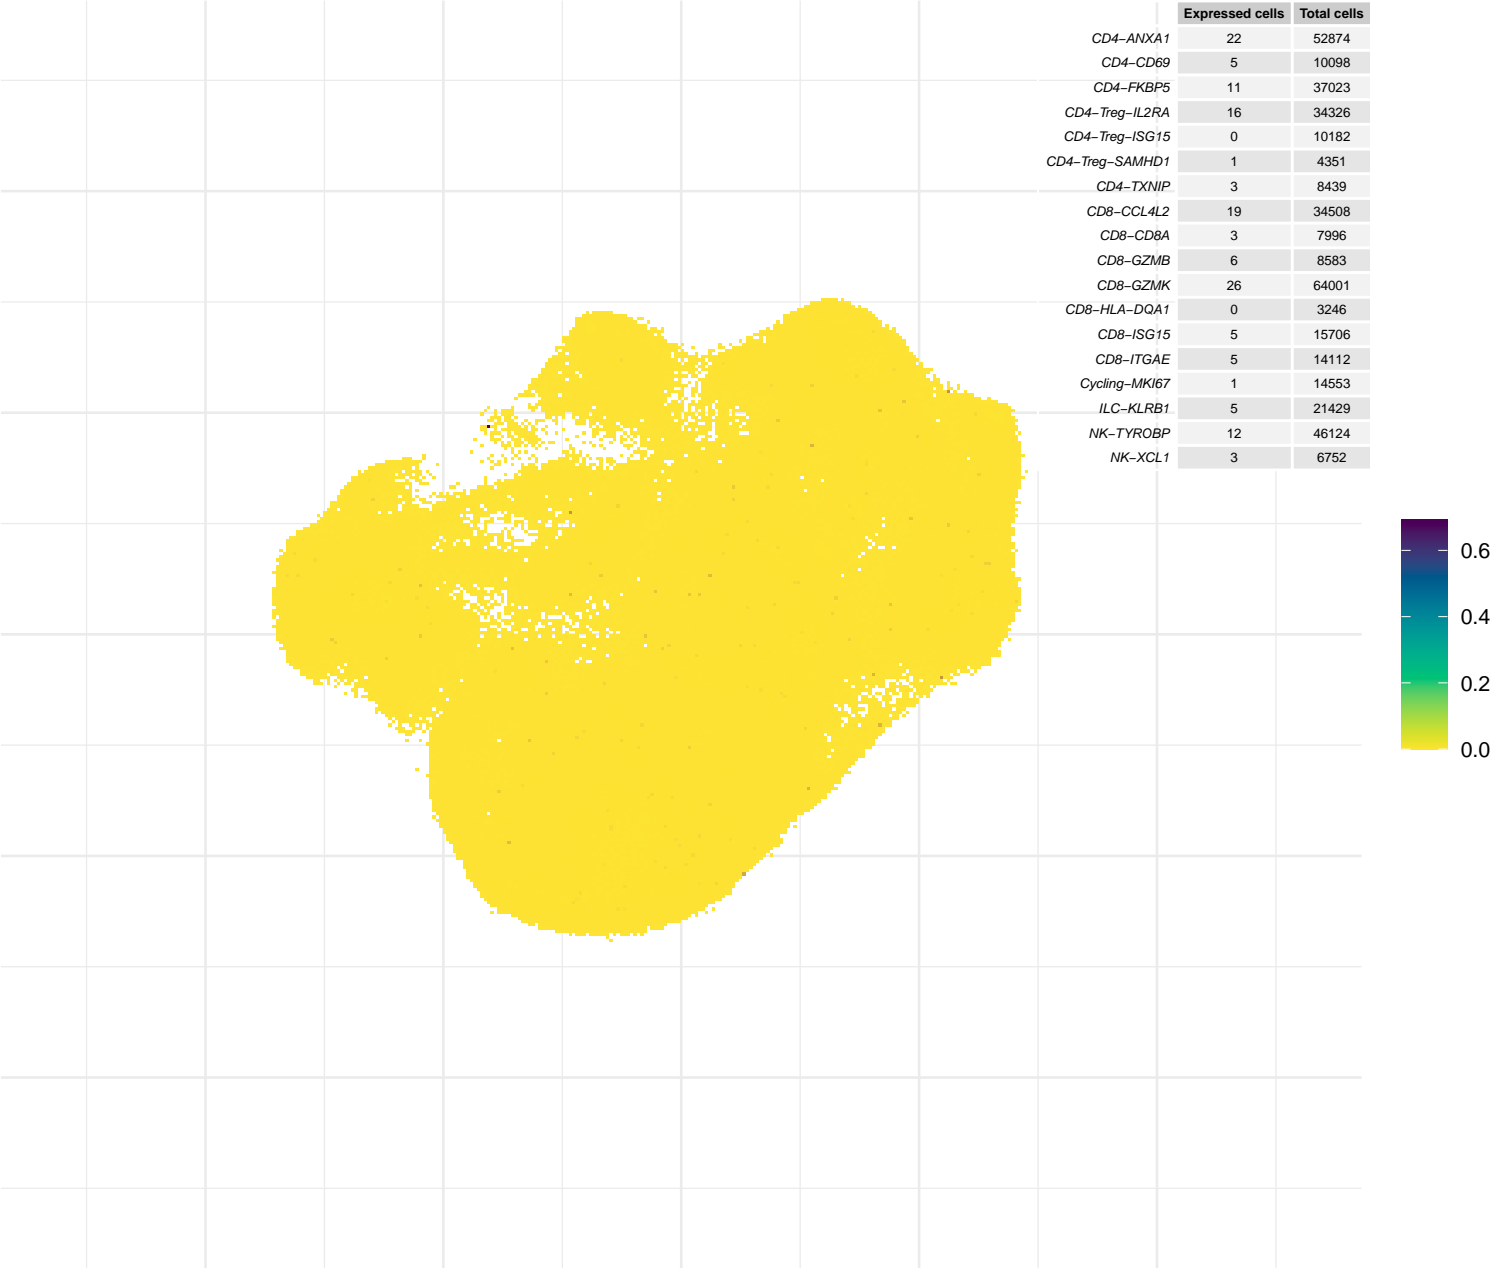 Expressed cells Total cells
CD4−ANXA1 22 52874
CD4−CD69 5 10098
CD4−FKBP5 11 37023
CD4−Treg−IL2RA 16 34326
CD4−Treg−ISG15 0 10182
CD4−Treg−SAMHD1 1 4351
CD4−TXNIP 3 8439
CD8−CCL4L2 19 34508
CD8−CD8A 3 7996
CD8−GZMB 6 8583
CD8−GZMK 26 64001
CD8−HLA−DQA1 0 3246
CD8−ISG15 5 15706
CD8−ITGAE 5 14112
Cycling−MKI67 1 14553
ILC−KLRB1 5 21429
NK−TYROBP 12 46124
NK−XCL1 3 6752
0.6
0.4
0.2
0.0